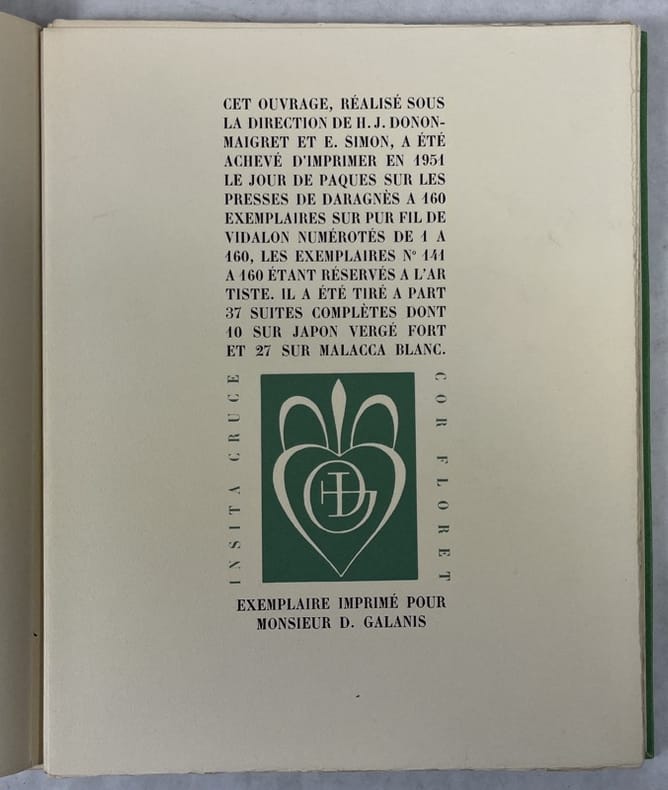 CET OUVRAGE, RÉALISÉ SOUS
LA DIRECTION DE H. J. DONON-
MAIGRET ET E. SIMON, A ÉTÉ
ACHEVÉ D'IMPRIMER EN 1951
LE JOUR DE PAQUES SUR LES
PRESSES DE DARAGNÈS A 160
EXEMPLAIRES SUR PUR FIL DE
VIDALON NUMÉROTÉS DE 1 A
160, LES EXEMPLAIRES Nº 141
A 160 ÉTANT RÉSERVÉS A L'AR
TISTE. IL A ÉTÉ TIRÉ A PART
37 SUITES COMPLÈTES DONT
10 SUR JAPON VERGÉ FORT
ET 27 SUR MALACCA BLANC.
INSITA CRUCE
COR FLORET
EXEMPLAIRE IMPRIMÉ POUR
MONSIEUR D. GALANIS